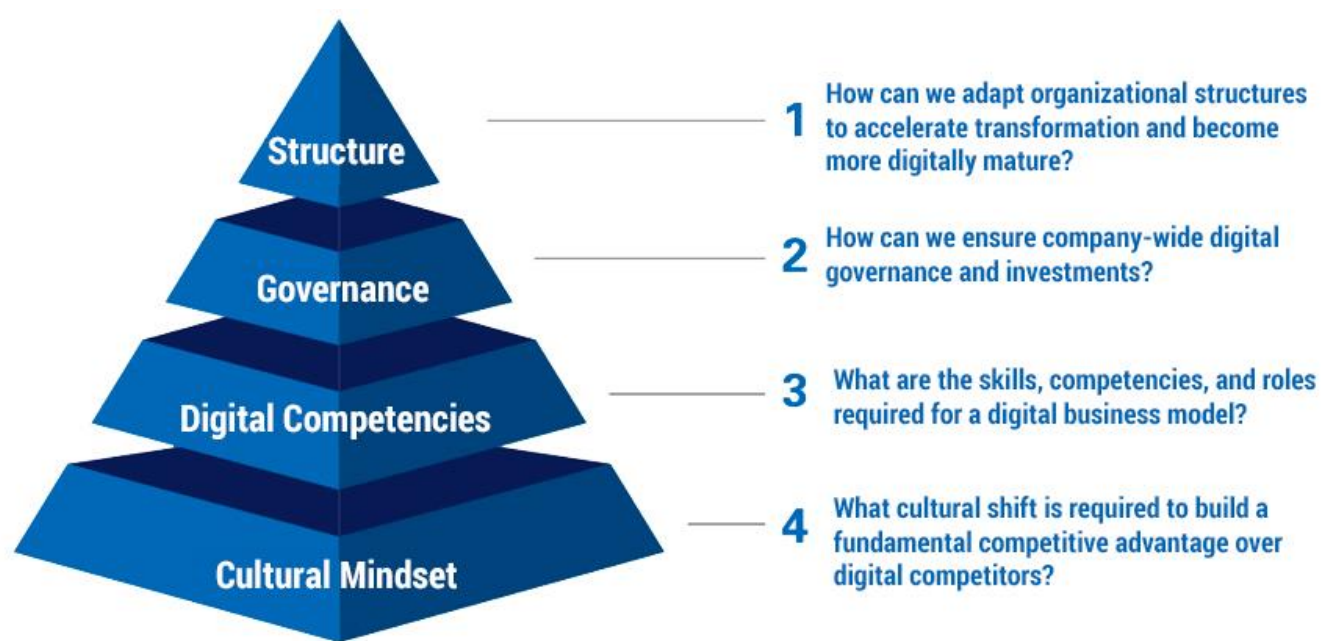 Structure
1
How can we adapt organizational structures
to accelerate transformation and become
more digitally mature?
Governance
2
How can we ensure company-wide digital
governance and investments?
Digital Competencies
3
What are the skills, competencies, and roles
required for a digital business model?
Cultural Mindset
4
What cultural shift is required to build a
fundamental competitive advantage over
digital competitors?